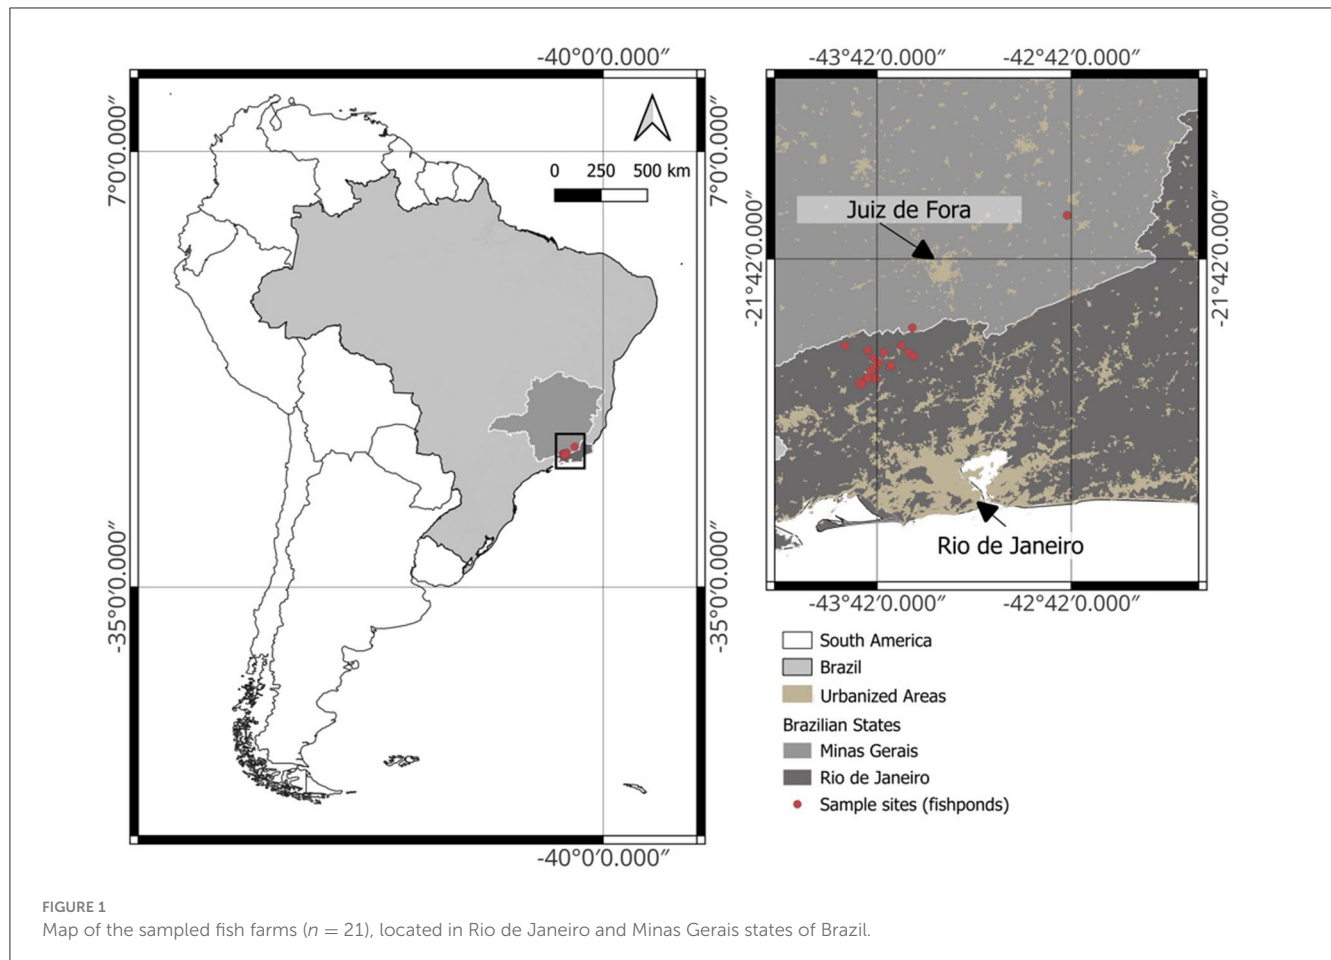 -40°0′0.000″
7°0′0.000″
7°0′0.000″
0 250 500 km
-35°0′0.000″
-35°0′0.000″
-40°0′0.000″
-43°42′0.000″ -42°42′0.000″
-21°42′0.000″
-21°42′0.000″
Juiz de Fora
Rio de Janeiro
-43°42′0.000″ -42°42′0.000″
South America
Brazil
Urbanized Areas
Brazilian States
Minas Gerais
Rio de Janeiro
Sample sites (fishponds)
FIGURE 1
Map of the sampled fish farms (n = 21), located in Rio de Janeiro and Minas Gerais states of Brazil.